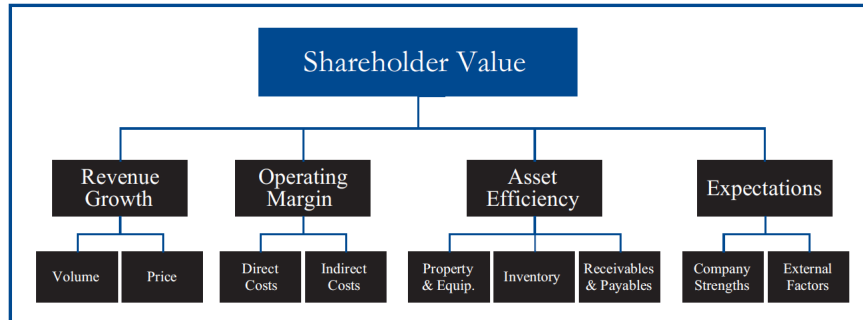 Shareholder Value
Revenue
Growth
Operating
Margin
Asset
Efficiency
Expectations
Volume
Price
Direct
Costs
Indirect
Costs
Property
& Equip.
Inventory
Receivables
& Payables
Company
Strengths
External
Factors